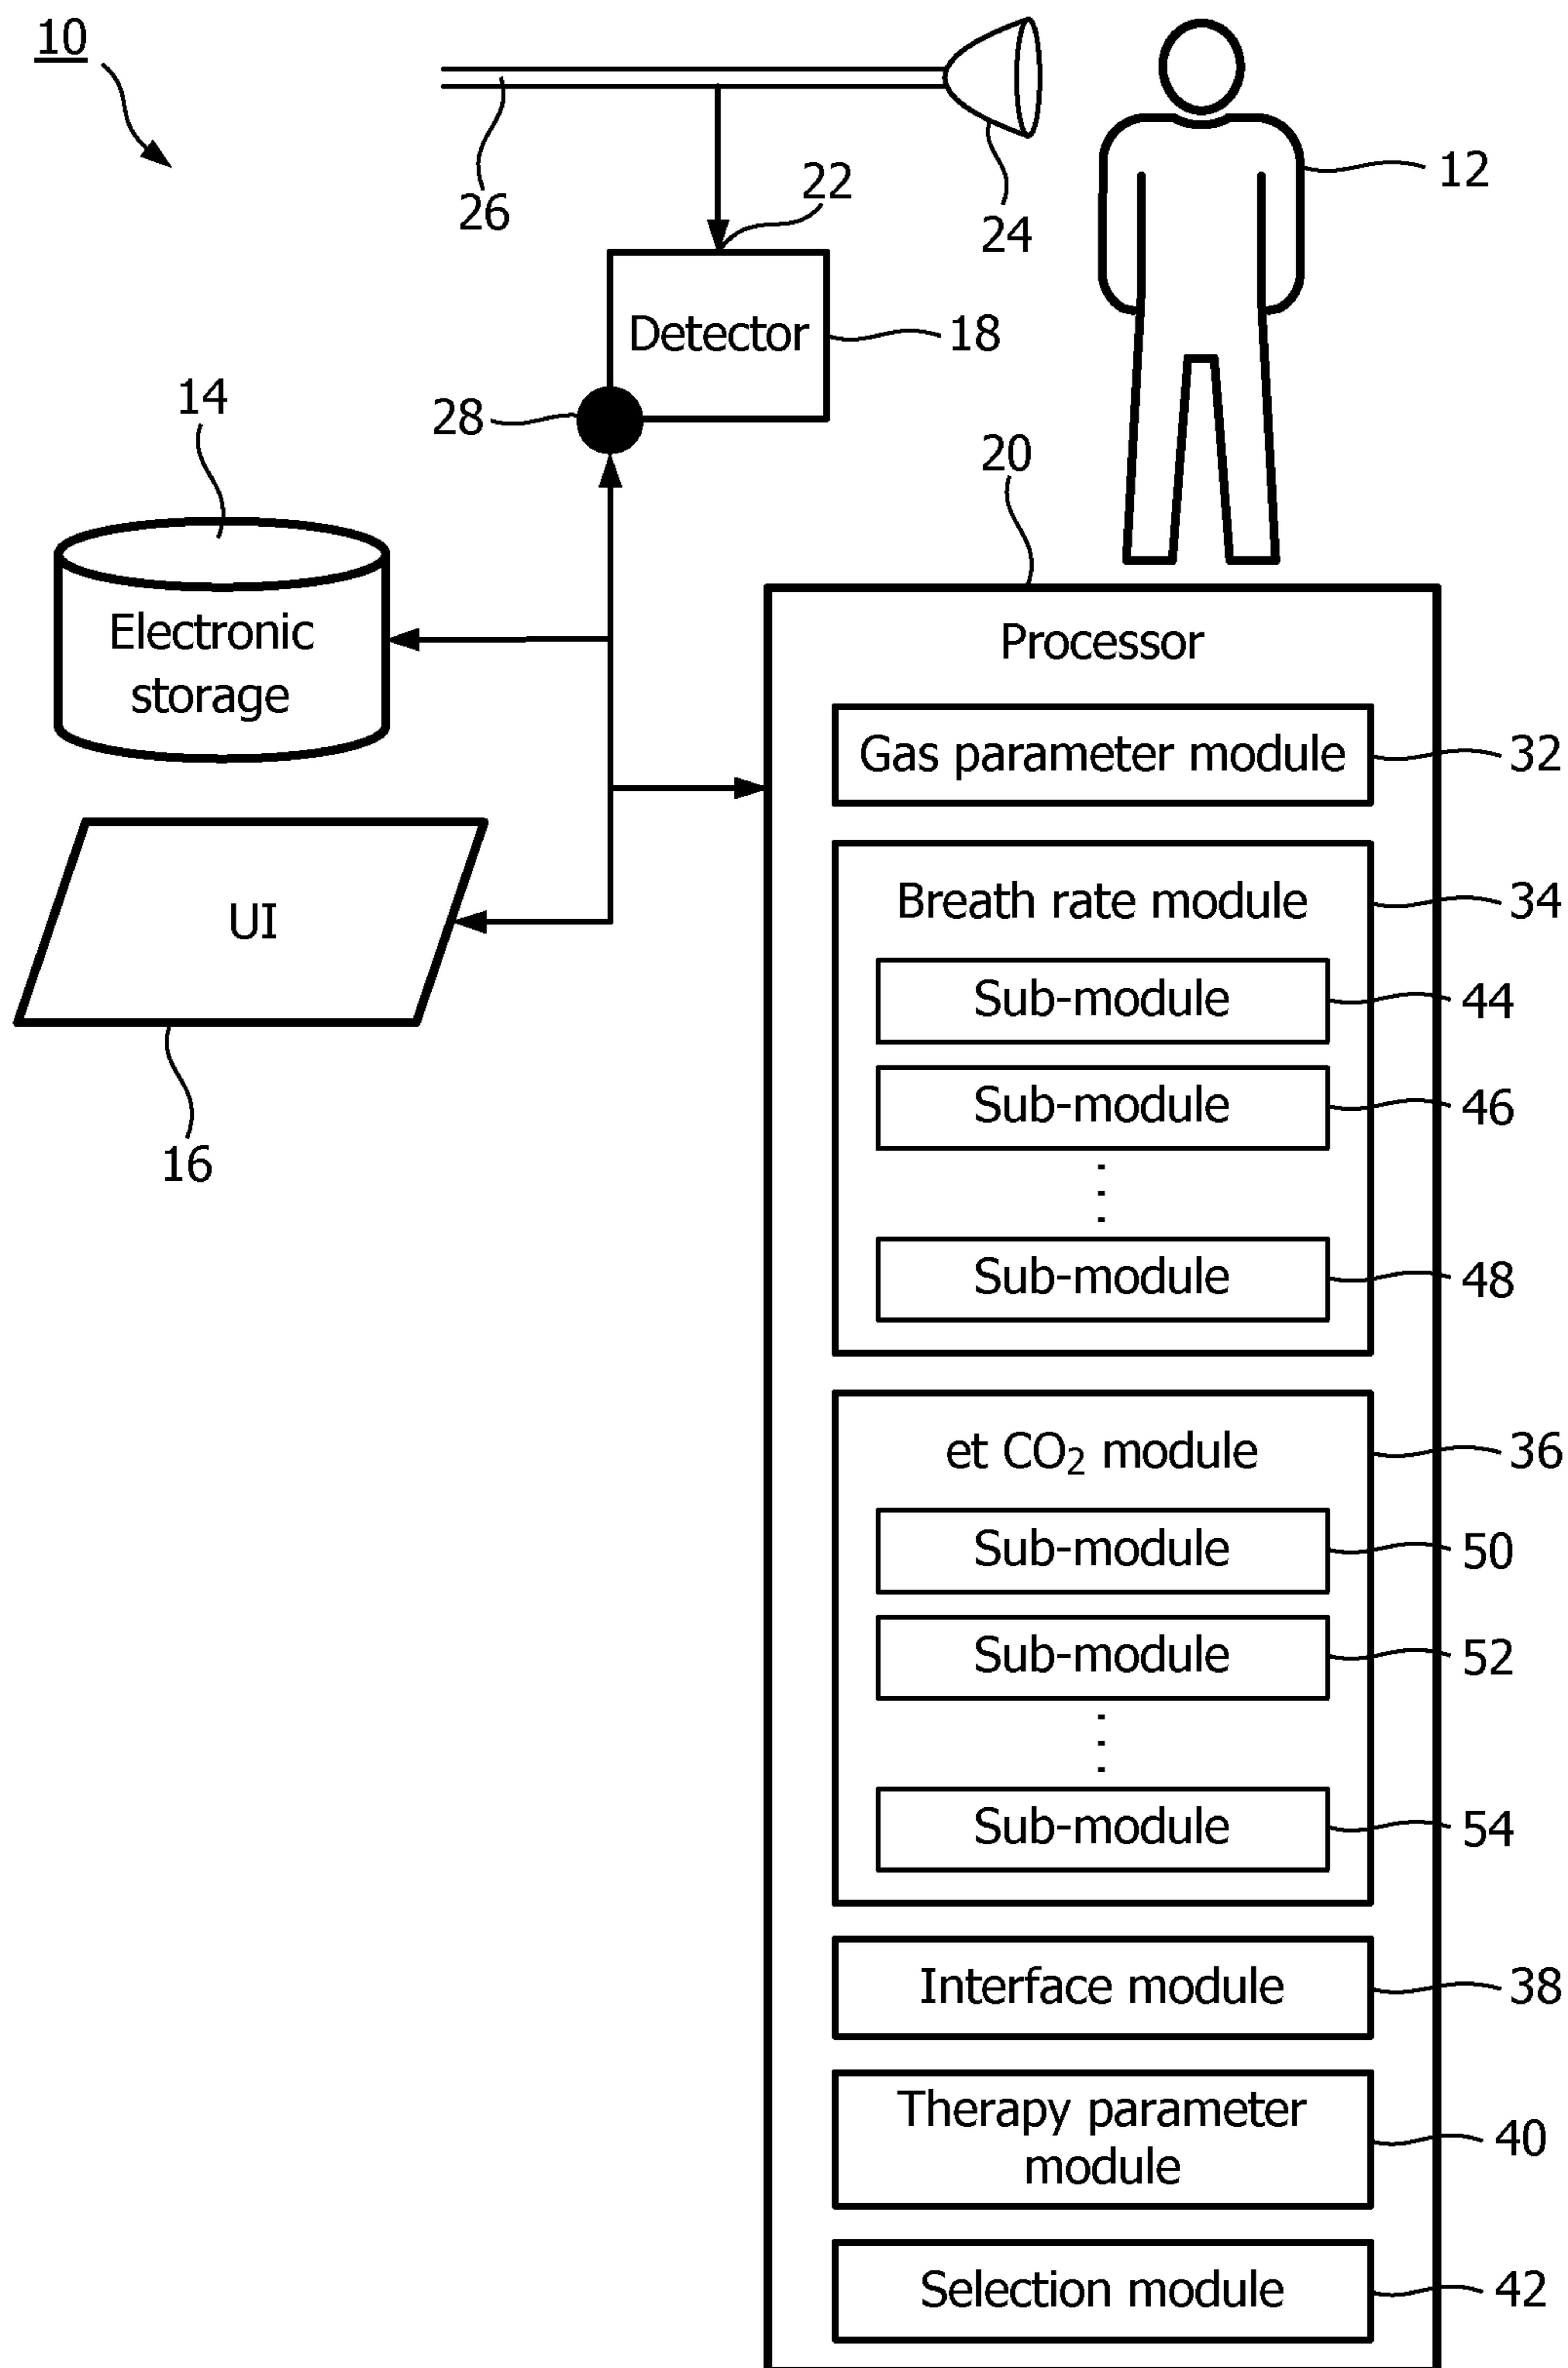 10
26
22
24
12
Detector
18
28
14
20
Electronic
storage
UI
16
Processor
Gas parameter module
32
Breath rate module
34
Sub-module
44
Sub-module
46
Sub-module
48
et CO₂ module
36
Sub-module
50
Sub-module
52
Sub-module
54
Interface module
38
Therapy parameter
module
40
Selection module
42